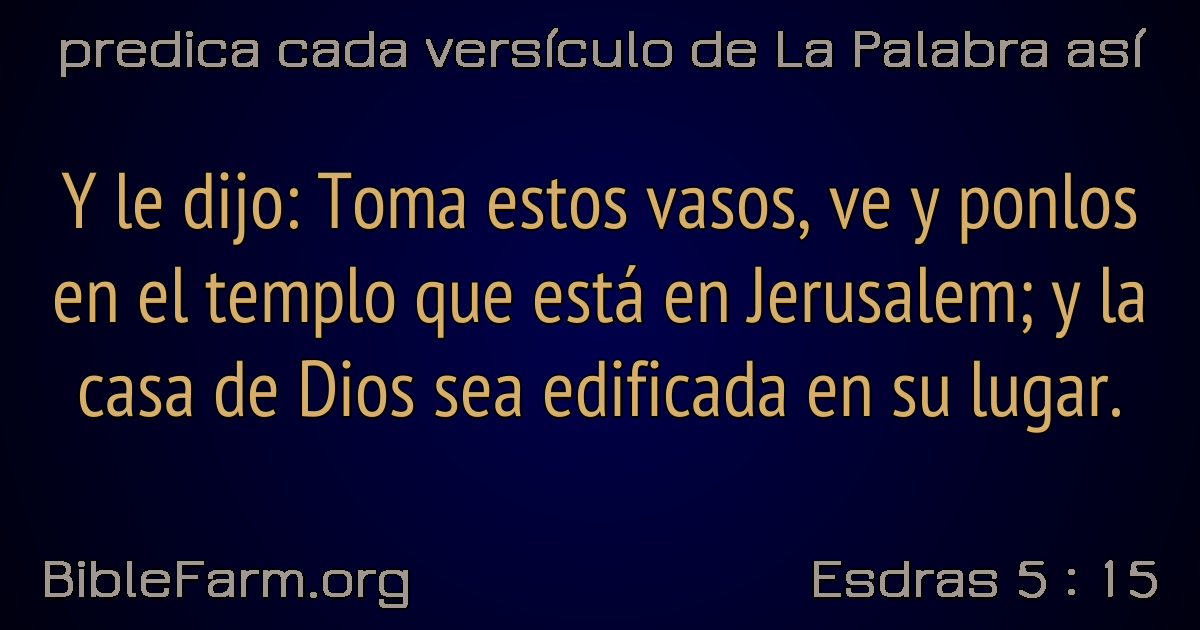 predica cada versículo de La Palabra así
Y le dijo: Toma estos vasos, ve y ponlos
en el templo que está en Jerusalem; y la
casa de Dios sea edificada en su lugar.
BibleFarm.org
Esdras 5 : 15